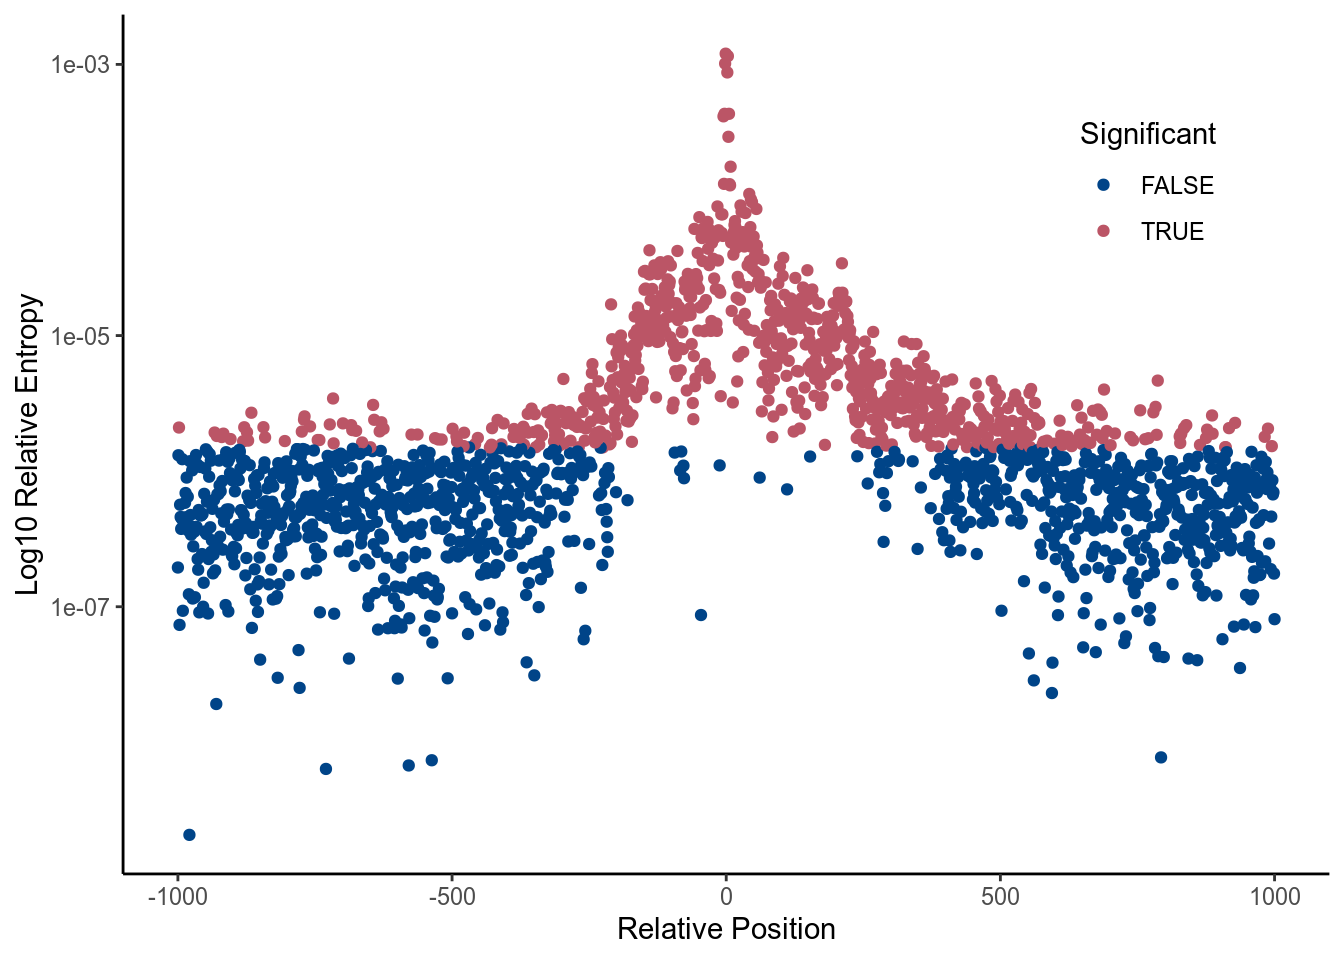 1e-03
1e-05
1e-07
Log10 Relative Entropy
Significant
FALSE
TRUE
-1000
-500
0
500
1000
Relative Position